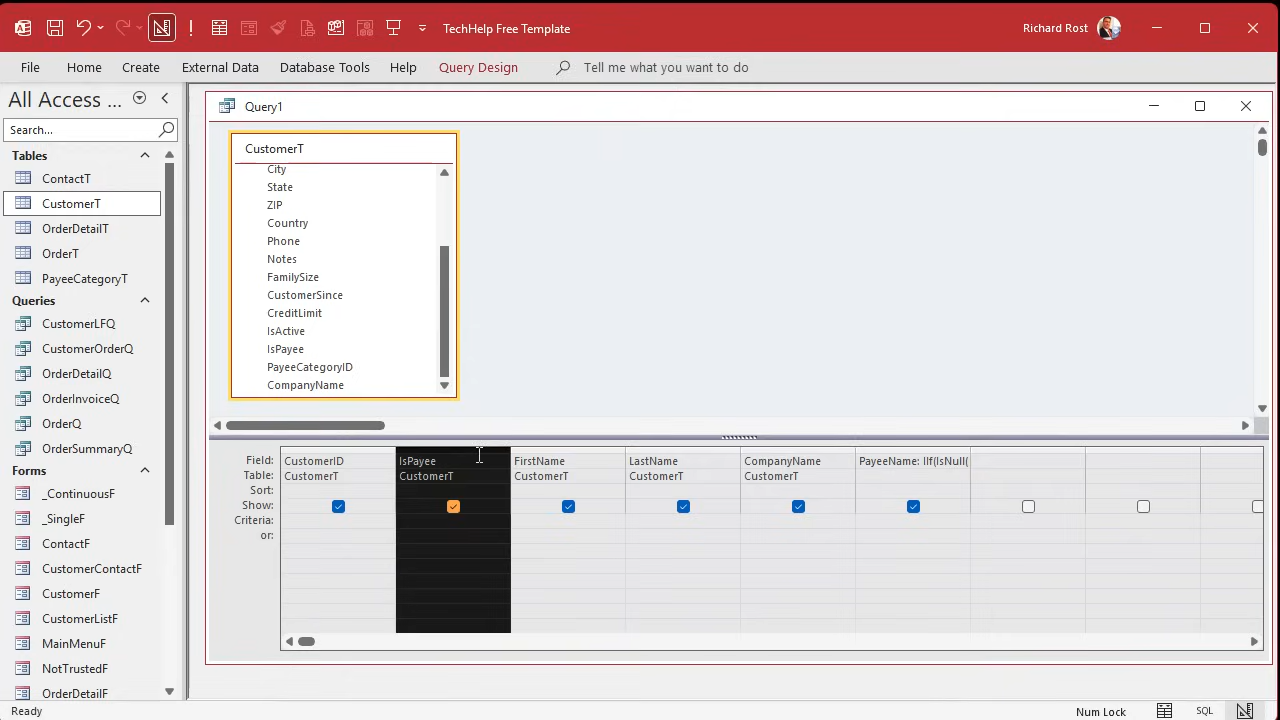 TechHelp Free Template
Richard Rost
File Home Create External Data Database Tools Help Query Design Tell me what you want to do
All Access ...
Search...
Tables
ContactT
CustomerT
OrderDetailT
OrderT
PayeeCategoryT
Queries
CustomerLFQ
CustomerOrderQ
OrderDetailQ
OrderInvoiceQ
OrderQ
OrderSummaryQ
Forms
_ContinuousF
_SingleF
ContactF
CustomerContactF
CustomerF
CustomerListF
MainMenuF
NotTrustedF
OrderDetailF
Query1
CustomerT
City
State
ZIP
Country
Phone
Notes
FamilySize
CustomerSince
CreditLimit
IsActive
IsPayee
PayeeCategoryID
CompanyName
Field: CustomerID IsPayee FirstName LastName CompanyName PayeeName: IIf(IsNull(
Table: CustomerT CustomerT CustomerT CustomerT CustomerT
Sort:
Show:
Criteria:
or:
Ready
Num Lock
SQL